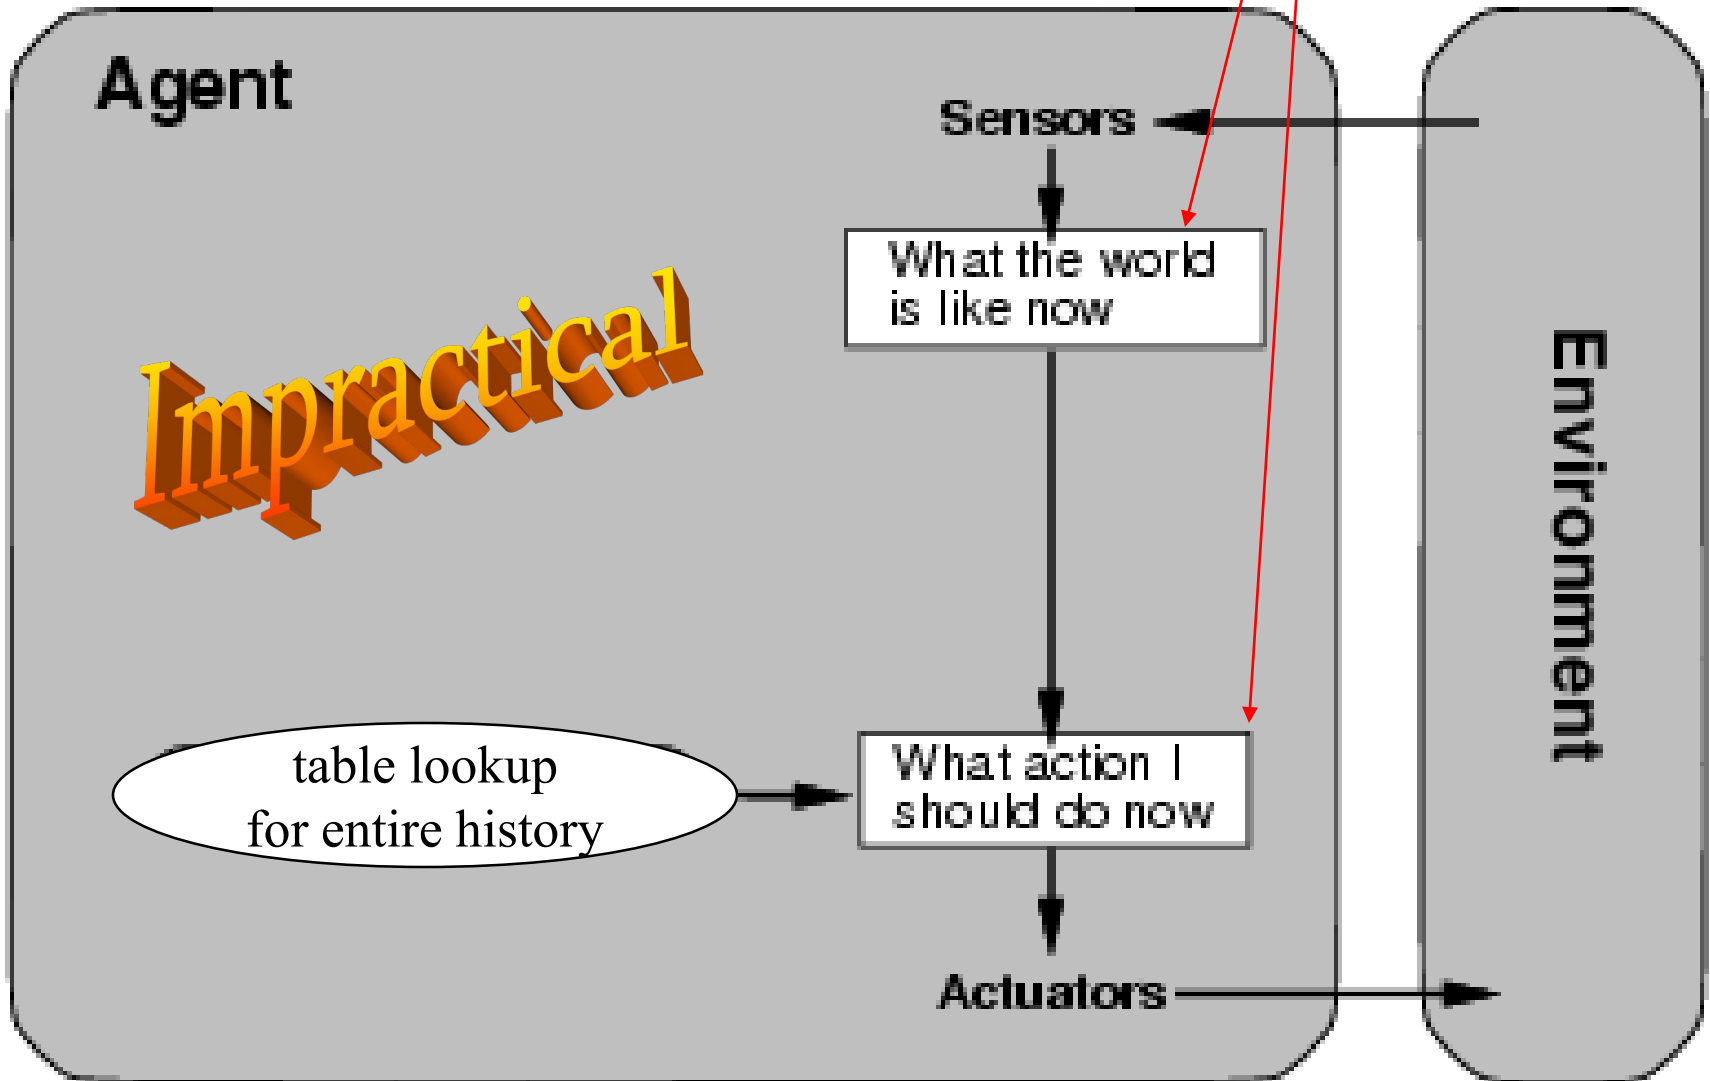 Agent
Sensors
What the world
is like now
Impractical
Environment
table lookup
for entire history
What action I
should do now
Actuators